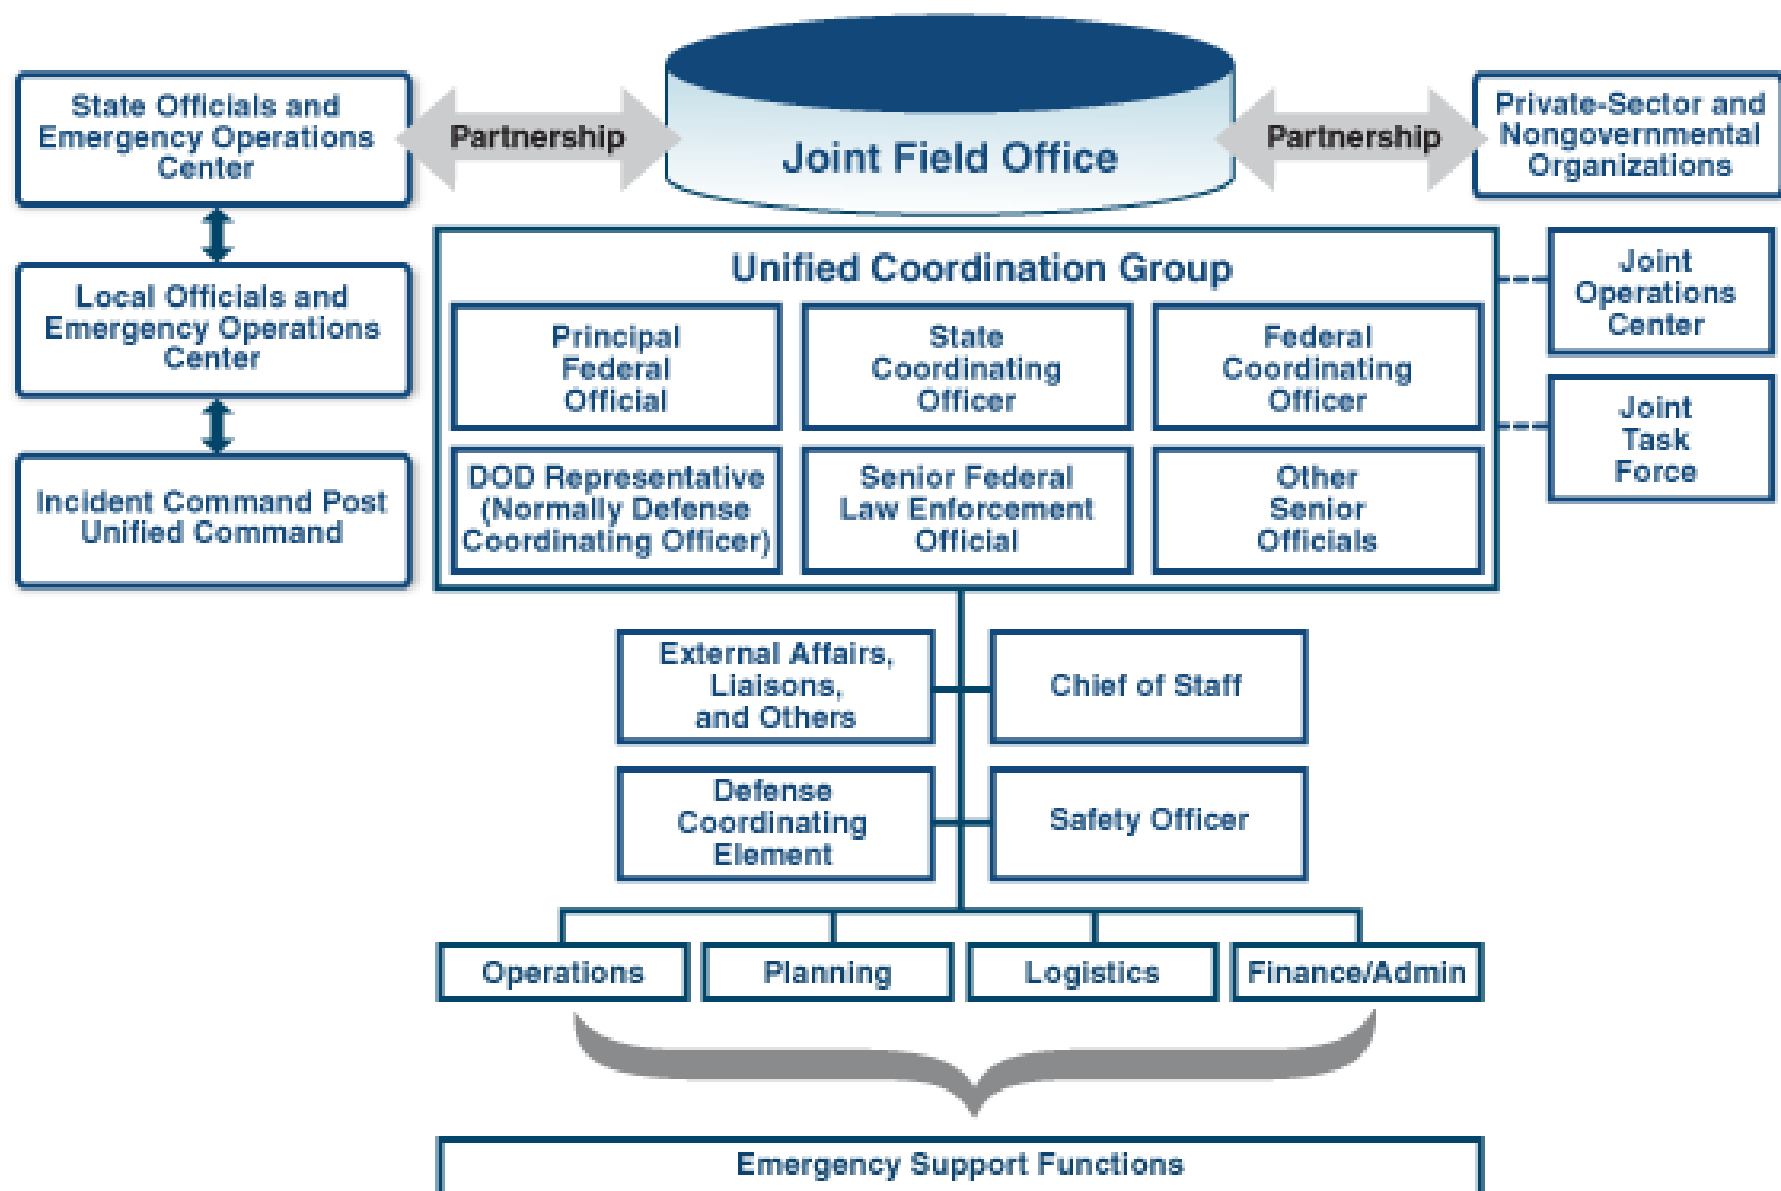 State Officials and
Emergency Operations
Center
Partnership
Joint Field Office
Partnership
Private-Sector and
Nongovernmental
Organizations
Local Officials and
Emergency Operations
Center
Incident Command Post
Unified Command
Unified Coordination Group
Principal
Federal
Official
State
Coordinating
Officer
Federal
Coordinating
Officer
DOD Representative
(Normally Defense
Coordinating Officer)
Senior Federal
Law Enforcement
Official
Other
Senior
Officials
Joint
Operations
Center
Joint
Task
Force
External Affairs,
Liaisons,
and Others
Chief of Staff
Defense
Coordinating
Element
Safety Officer
Operations
Planning
Logistics
Finance/Admin
Emergency Support Functions